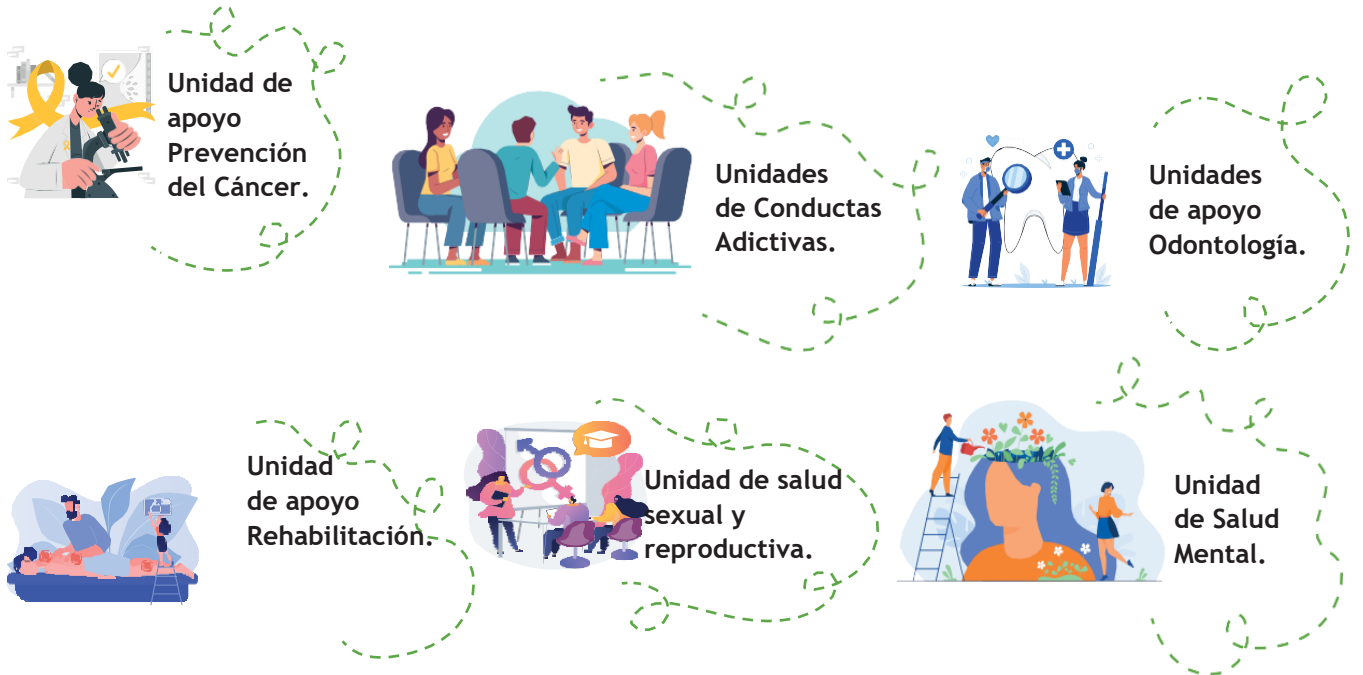 Unidad de
apoyo
Prevención
del Cáncer.
Unidades
de Conductas
Adictivas.
Unidades
de apoyo
Odontología.
Unidad
de apoyo
Rehabilitación.
Unidad de salud
sexual y
reproductiva.
Unidad
de Salud
Mental.